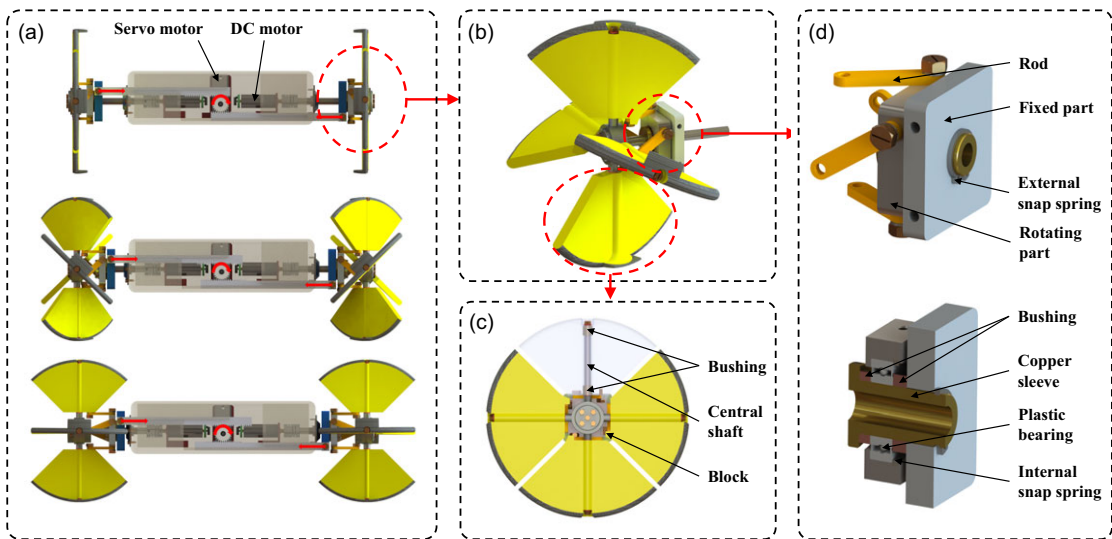 (a)
Servo motor
DC motor
(b)
(c)
Bushing
Central
shaft
Block
(d)
Rod
Fixed part
External
snap spring
Rotating
part
Bushing
Copper
sleeve
Plastic
bearing
Internal
snap spring